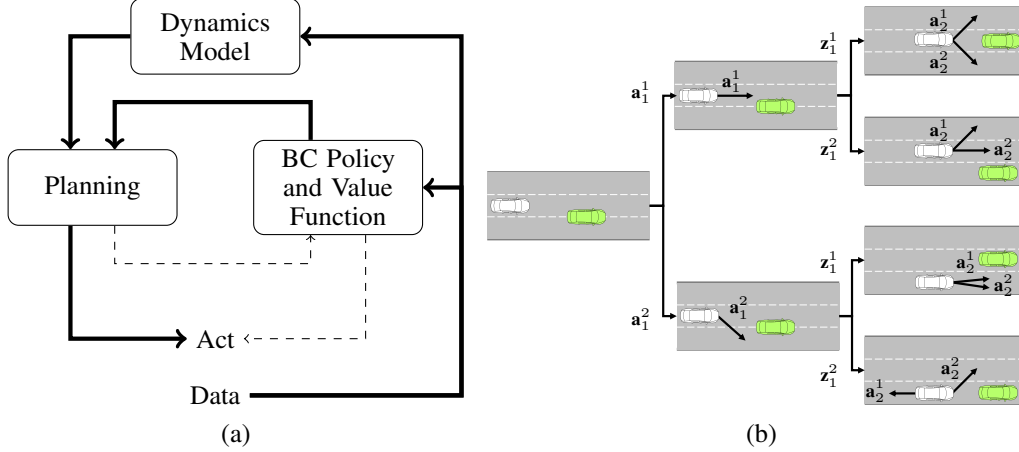 Dynamics
Model
Planning
BC Policy
and Value
Function
Act
Data
(a)
a₁¹
a₁²
a₁¹
a₁²
z₁¹
z₁²
z₁¹
z₁²
a₂¹
a₂²
a₂¹
a₂²
a₂¹
a₂²
a₂¹
a₂²
(b)